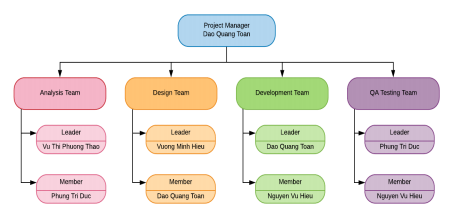 Project Manager
Dao Quang Toan
Analysis Team
Design Team
Development Team
QA Testing Team
Leader
Vu Thi Phuong Thao
Leader
Vuong Minh Hieu
Leader
Dao Quang Toan
Leader
Phung Tri Duc
Member
Phung Tri Duc
Member
Dao Quang Toan
Member
Nguyen Vu Hieu
Member
Nguyen Vu Hieu